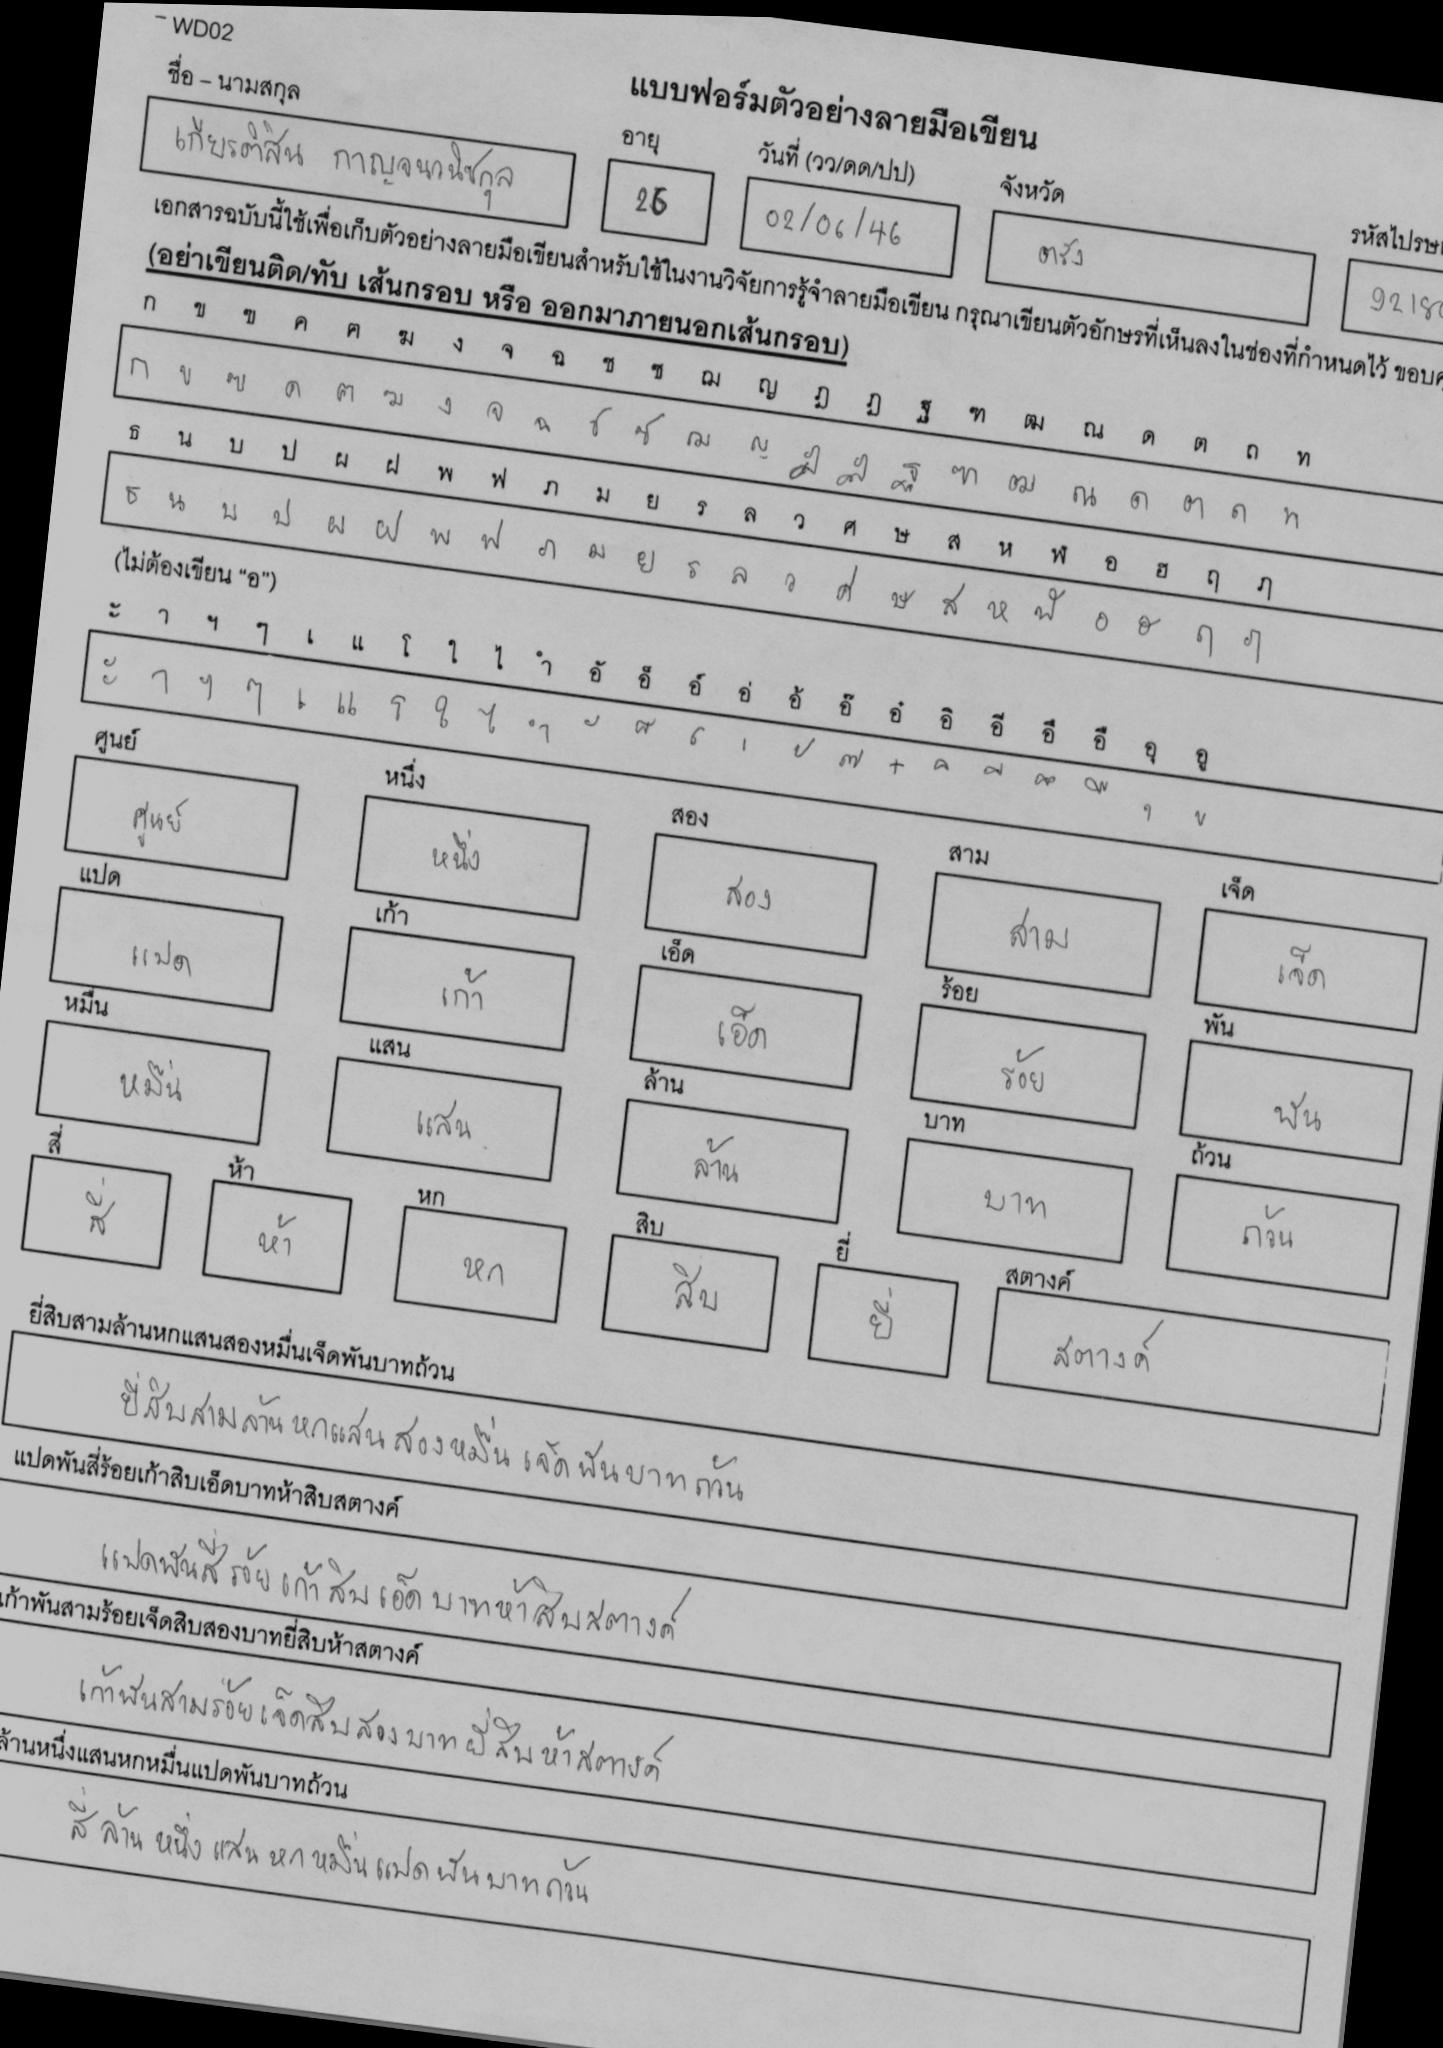 WD02
แบบฟอร์มตัวอย่างลายมือเขียน
ชื่อ – นามสกุล อายุ วันที่ (วว/ดด/ปป) จังหวัด
เกียรติสิน กาญจนวนิชกุล 26 02/06/46 ตรัง
เอกสารฉบับนี้ใช้เพื่อเก็บตัวอย่างลายมือเขียนสำหรับใช้ในงานวิจัยการรู้จำลายมือเขียน กรุณาเขียนตัวอักษรที่เห็นลงในช่องที่กำหนดไว้
(อย่าเขียนติด/ทับ เส้นกรอบ หรือ ออกมาภายนอกเส้นกรอบ)
ก ข ฃ ค ฅ ฆ ง จ ฉ ช ซ ฌ ญ ฎ ฏ ฐ ฑ ฒ ณ ด ต ถ ท
ก ข ฃ ค ฅ ฆ ง จ ฉ ช ซ ฌ ญ ฎ ฏ ฐ ฑ ฒ ณ ด ต ถ ท
ธ น บ ป ผ ฝ พ ฟ ภ ม ย ร ล ว ศ ษ ส ห ฬ อ ฮ ฤ ฦ
ธ น บ ป ผ ฝ พ ฟ ภ ม ย ร ล ว ศ ษ ส ห ฬ อ ฮ ฤ ฦ
(ไม่ต้องเขียน “อ”)
ะ า ฯ ๆ เ แ โ ใ ไ ำ อั อ็ อ์ อ่ อ้ อ๊ อ๋ อิ อี อึ อื อุ อู
ะ า ฯ ๆ เ แ โ ใ ไ ำ ั ็ ์ ่ ้ ๊ ๋ ิ ี ึ ื ุ ู
ศูนย์ หนึ่ง สอง สาม เจ็ด
ศูนย์ หนึ่ง สอง สาม เจ็ด
แปด เก้า เอ็ด ร้อย พัน
แปด เก้า เอ็ด ร้อย พัน
หมื่น แสน ล้าน บาท ถ้วน
หมื่น แสน ล้าน บาท ถ้วน
สี่ ห้า หก สิบ ยี่ สตางค์
สี่ ห้า หก สิบ ยี่ สตางค์
ยี่สิบสามล้านหกแสนสองหมื่นเจ็ดพันบาทถ้วน
ยี่สิบสามล้านหกแสนสองหมื่นเจ็ดพันบาทถ้วน
แปดพันสี่ร้อยเก้าสิบเอ็ดบาทห้าสิบสตางค์
แปดพันสี่ร้อยเก้าสิบเอ็ดบาทห้าสิบสตางค์
เก้าพันสามร้อยเจ็ดสิบสองบาทยี่สิบห้าสตางค์
เก้าพันสามร้อยเจ็ดสิบสองบาทยี่สิบห้าสตางค์
ล้านหนึ่งแสนหกหมื่นแปดพันบาทถ้วน
สี่ล้านหนึ่งแสนหกหมื่นแปดพันบาทถ้วน